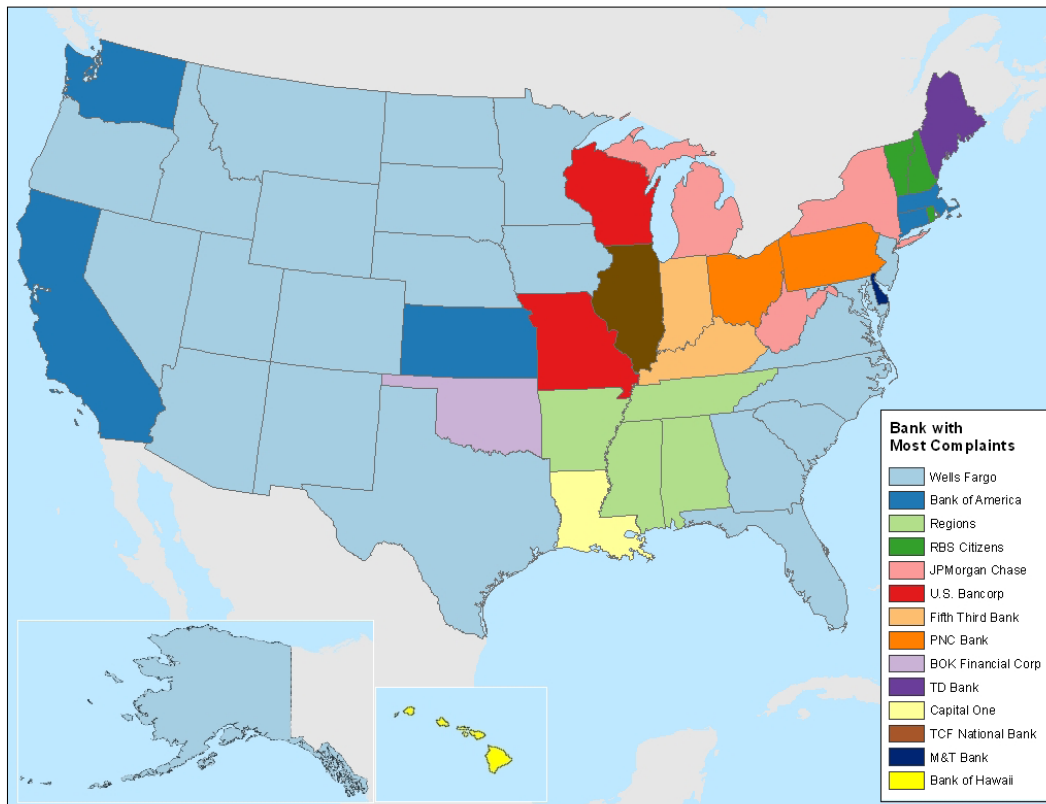 Bank with
Most Complaints
Wells Fargo
Bank of America
Regions
RBS Citizens
JPMorgan Chase
U.S. Bancorp
Fifth Third Bank
PNC Bank
BOK Financial Corp
TD Bank
Capital One
TCF National Bank
M&T Bank
Bank of Hawaii